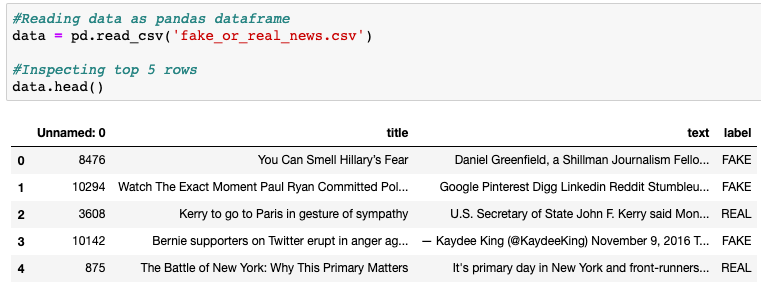 #Reading data as pandas dataframe
data = pd.read_csv('fake_or_real_news.csv')
#Inspecting top 5 rows
data.head()
Unnamed: 0 title text label
0 8476 You Can Smell Hillary's Fear Daniel Greenfield, a Shillman Journalism Fello... FAKE
1 10294 Watch The Exact Moment Paul Ryan Committed Pol... Google Pinterest Digg Linkedin Reddit Stumbleu... FAKE
2 3608 Kerry to go to Paris in gesture of sympathy U.S. Secretary of State John F. Kerry said Mon... REAL
3 10142 Bernie supporters on Twitter erupt in anger ag... — Kaydee King (@KaydeeKing) November 9, 2016 T... FAKE
4 875 The Battle of New York: Why This Primary Matters It's primary day in New York and front-runners... REAL